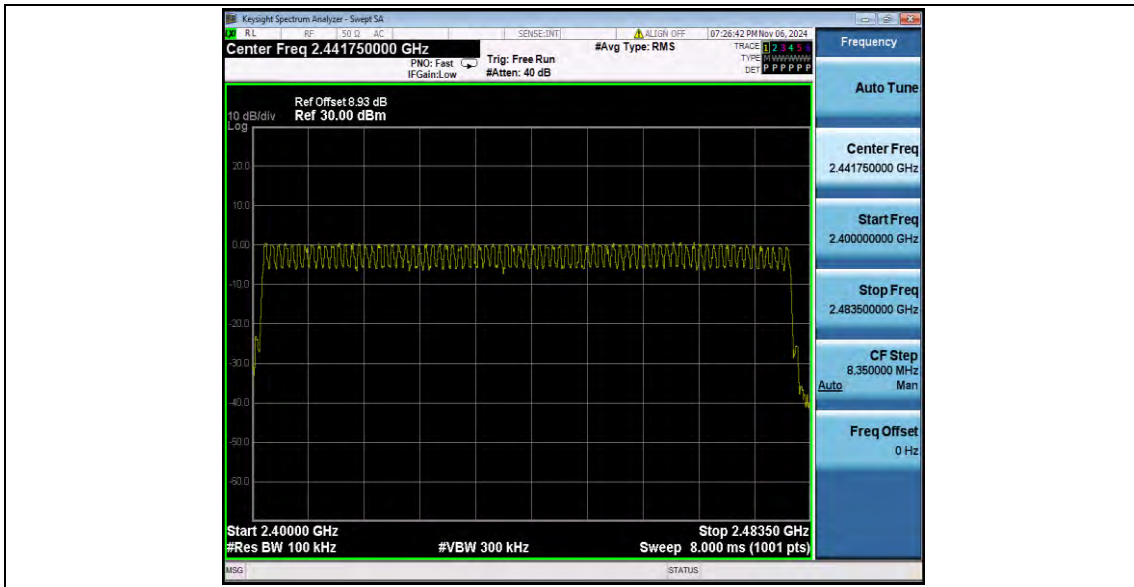 Keysight Spectrum Analyzer - Swept SA
RL RF 50 Ω AC SENSE:INT ALIGN OFF 07:26:42 PM Nov 06, 2024
Center Freq 2.441750000 GHz
#Avg Type: RMS
TRACE 1 2 3 4 5 6
PNO: Fast Trig: Free Run
TYPE M
IFGain:Low #Atten: 40 dB
DET P P P P P P
Ref Offset 8.93 dB
10 dB/div Ref 30.00 dBm
Log
20.0
10.0
0.00
-10.0
-20.0
-30.0
-40.0
-50.0
-60.0
Start 2.40000 GHz Stop 2.48350 GHz
#Res BW 100 kHz #VBW 300 kHz Sweep 8.000 ms (1001 pts)
MSG STATUS
Frequency
Auto Tune
Center Freq
2.441750000 GHz
Start Freq
2.400000000 GHz
Stop Freq
2.483500000 GHz
CF Step
8.350000 MHz
Auto Man
Freq Offset
0 Hz